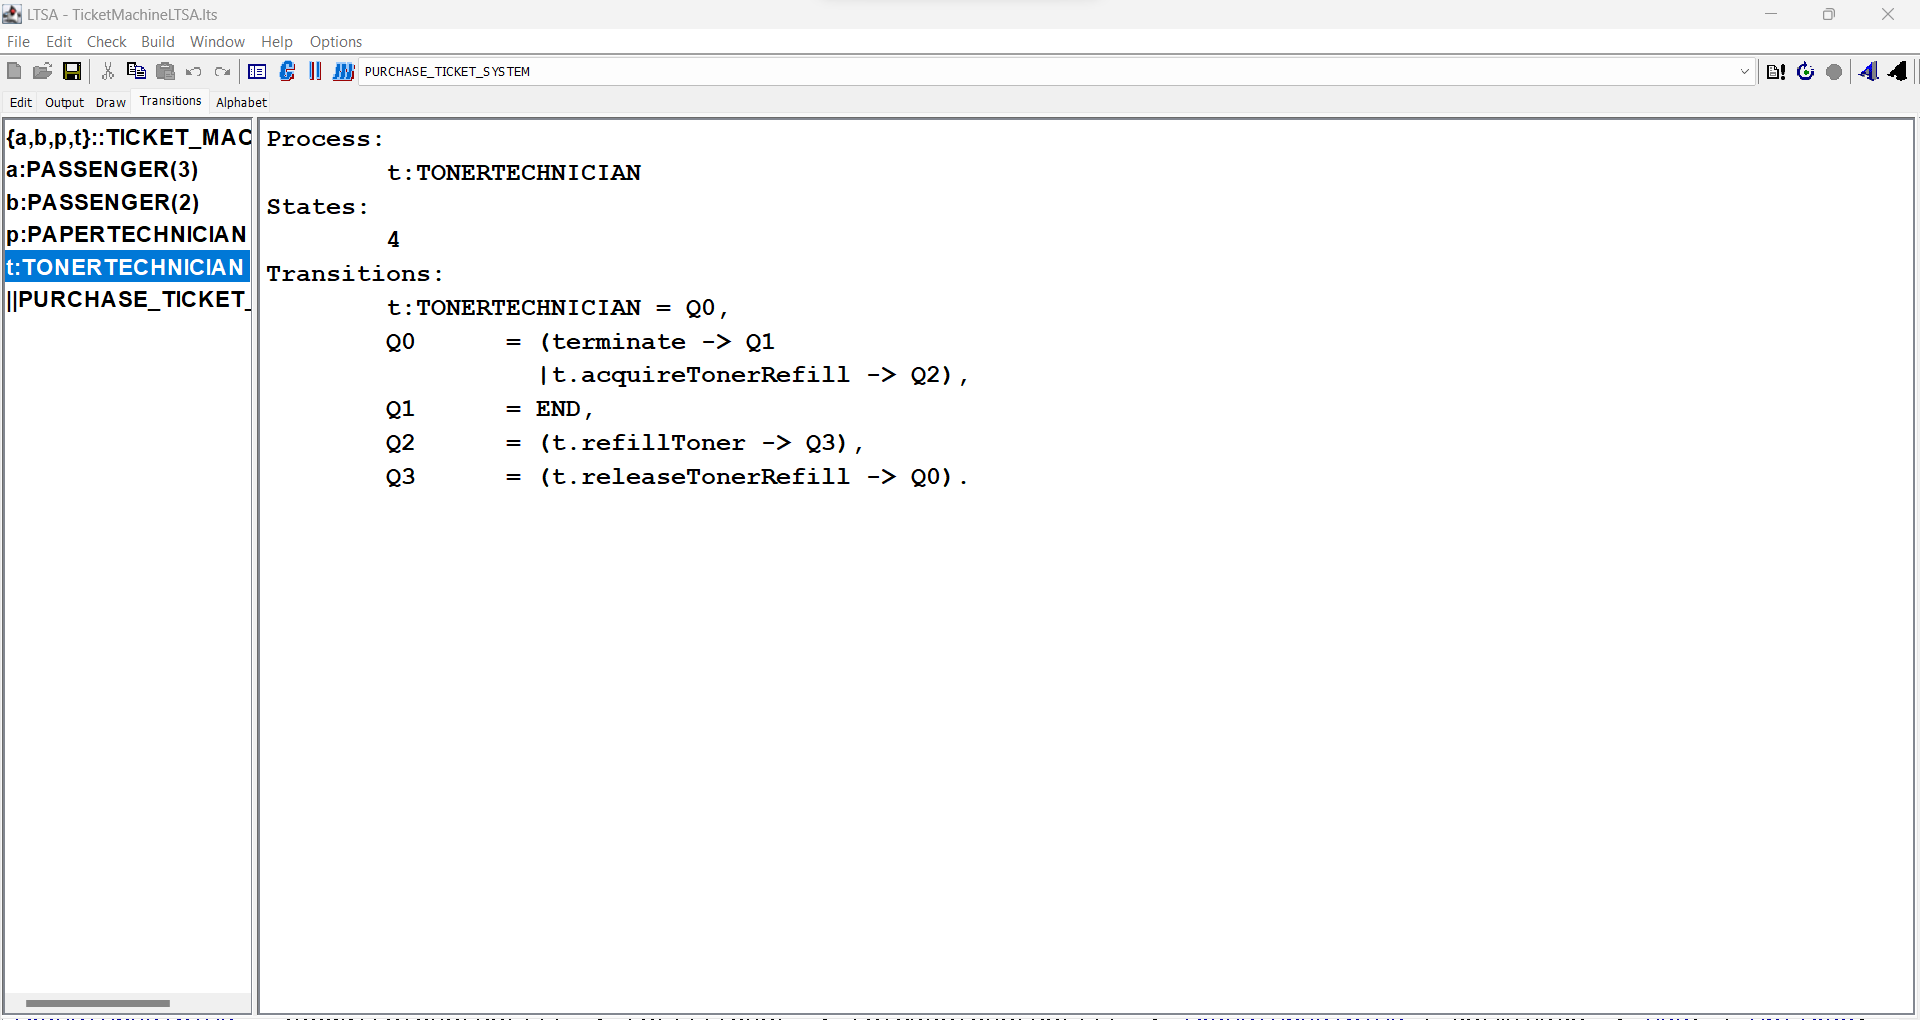 LTSA - TicketMachineLTSA.lts
File Edit Check Build Window Help Options
PURCHASE_TICKET_SYSTEM
Edit Output Draw Transitions Alphabet
{a,b,p,t}::TICKET_MAC
a:PASSENGER(3)
b:PASSENGER(2)
p:PAPERTECHNICIAN
t:TONERTECHNICIAN
||PURCHASE_TICKET_
Process:
t:TONERTECHNICIAN
States:
4
Transitions:
t:TONERTECHNICIAN = Q0,
Q0 = (terminate -> Q1
|t.acquireTonerRefill -> Q2),
Q1 = END,
Q2 = (t.refillToner -> Q3),
Q3 = (t.releaseTonerRefill -> Q0).